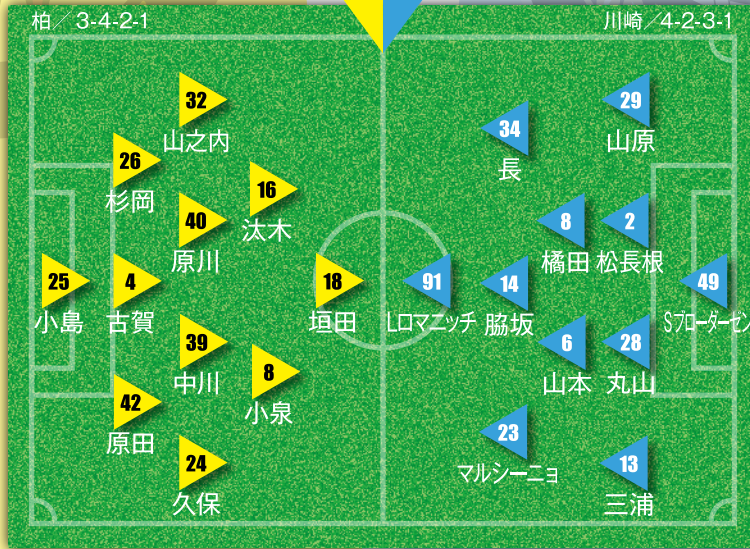 柏／3-4-2-1
川崎／4-2-3-1
32
山之内
26
杉岡
16
汰木
40
原川
25
小島
4
古賀
18
垣田
39
中川
8
小泉
42
原田
24
久保
29
山原
34
長
8
橘田
2
松長根
91
Lロマニッチ
14
脇坂
49
Sブローダーゼン
6
山本
28
丸山
23
マルシーニョ
13
三浦